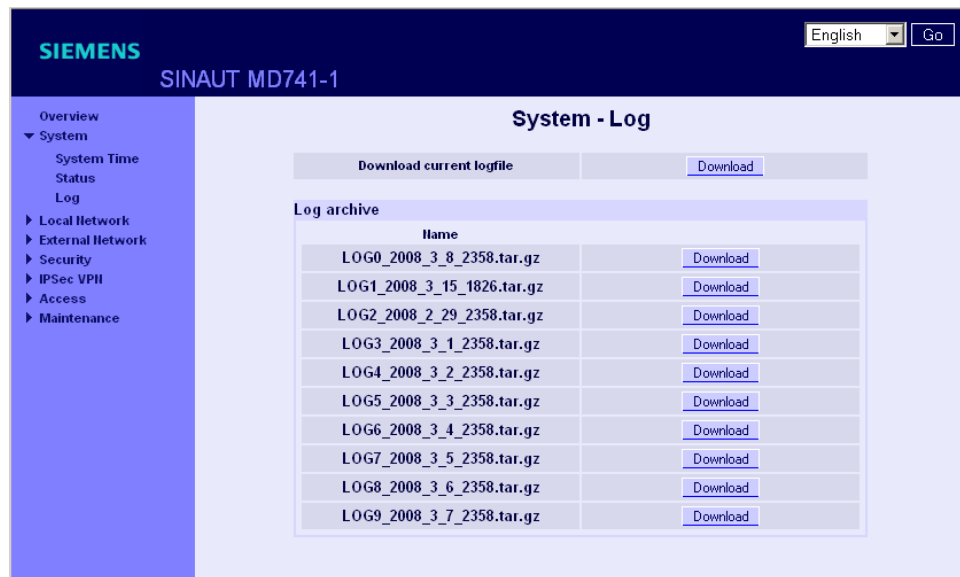 SIEMENS
English Go
SINAUT MD741-1
Overview
System
System Time
Status
Log
Local Network
External Network
Security
IPSec VPN
Access
Maintenance
System - Log
Download current logfile Download
Log archive
Name
LOG0_2008_3_8_2358.tar.gz Download
LOG1_2008_3_15_1826.tar.gz Download
LOG2_2008_2_29_2358.tar.gz Download
LOG3_2008_3_1_2358.tar.gz Download
LOG4_2008_3_2_2358.tar.gz Download
LOG5_2008_3_3_2358.tar.gz Download
LOG6_2008_3_4_2358.tar.gz Download
LOG7_2008_3_5_2358.tar.gz Download
LOG8_2008_3_6_2358.tar.gz Download
LOG9_2008_3_7_2358.tar.gz Download